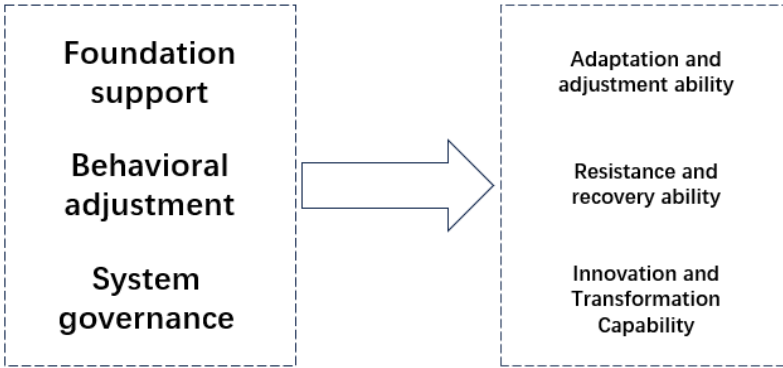 Foundation
support
Behavioral
adjustment
System
governance
Adaptation and
adjustment ability
Resistance and
recovery ability
Innovation and
Transformation
Capability